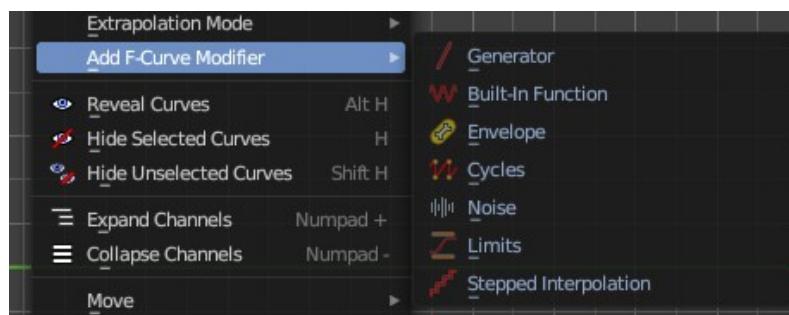 Extrapolation Mode
Add F-Curve Modifier
Reveal Curves Alt H
Hide Selected Curves H
Hide Unselected Curves Shift H
Expand Channels Numpad +
Collapse Channels Numpad -
Move
Generator
Built-In Function
Envelope
Cycles
Noise
Limits
Stepped Interpolation